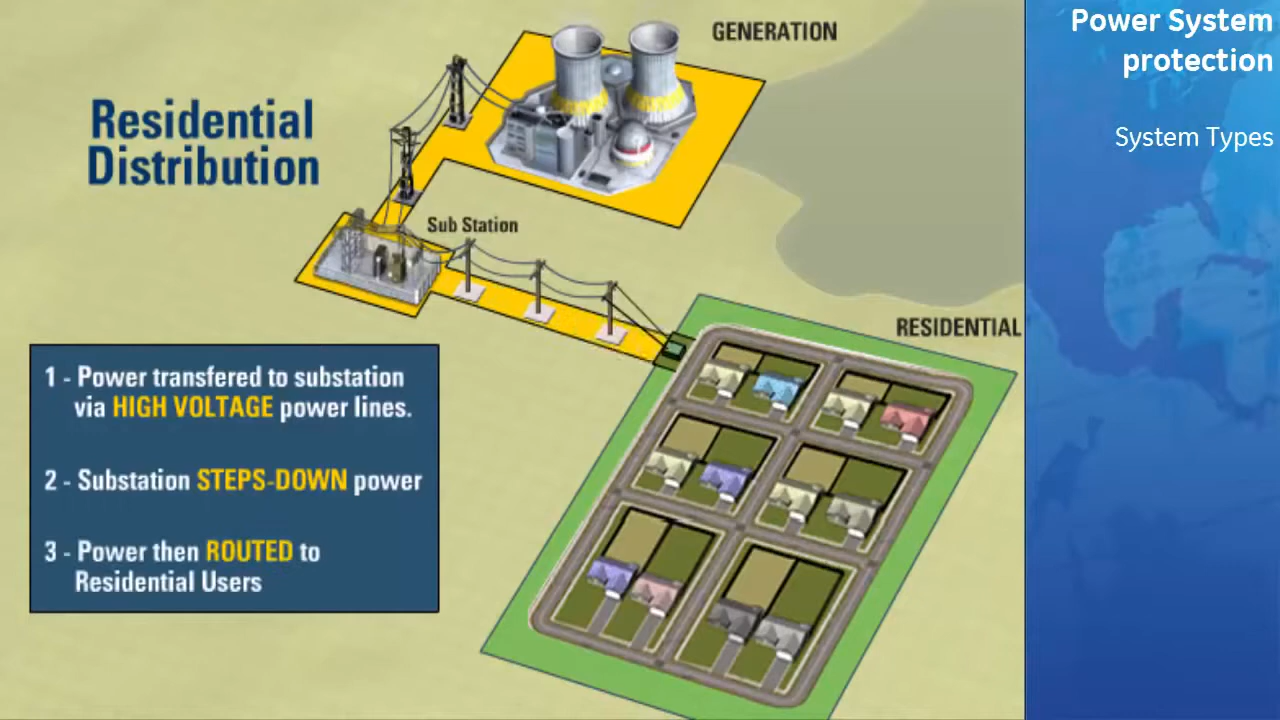 Power System
protection
System Types
GENERATION
Residential
Distribution
Sub Station
RESIDENTIAL
1 - Power transfered to substation
via HIGH VOLTAGE power lines.
2 - Substation STEPS-DOWN power
3 - Power then ROUTED to
Residential Users